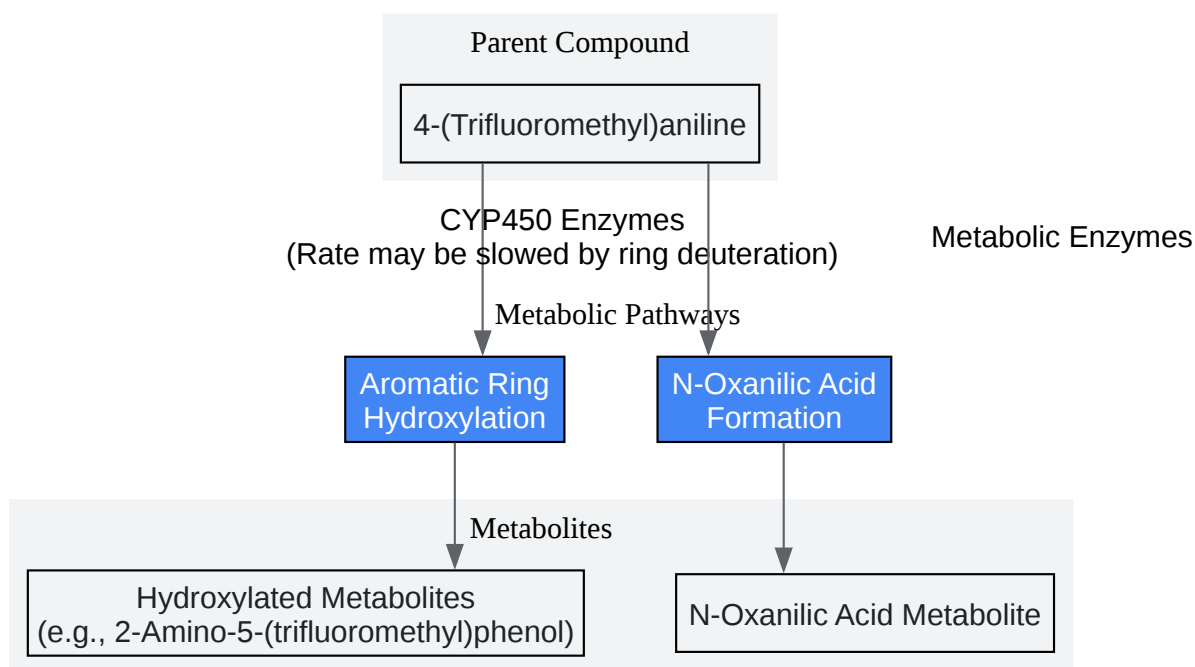 Parent Compound
4-(Trifluoromethyl)aniline
CYP450 Enzymes
(Rate may be slowed by ring deuteration)
Metabolic Enzymes
Metabolic Pathways
Aromatic Ring
Hydroxylation
N-Oxanilic Acid
Formation
Metabolites
Hydroxylated Metabolites
(e.g., 2-Amino-5-(trifluoromethyl)phenol)
N-Oxanilic Acid Metabolite